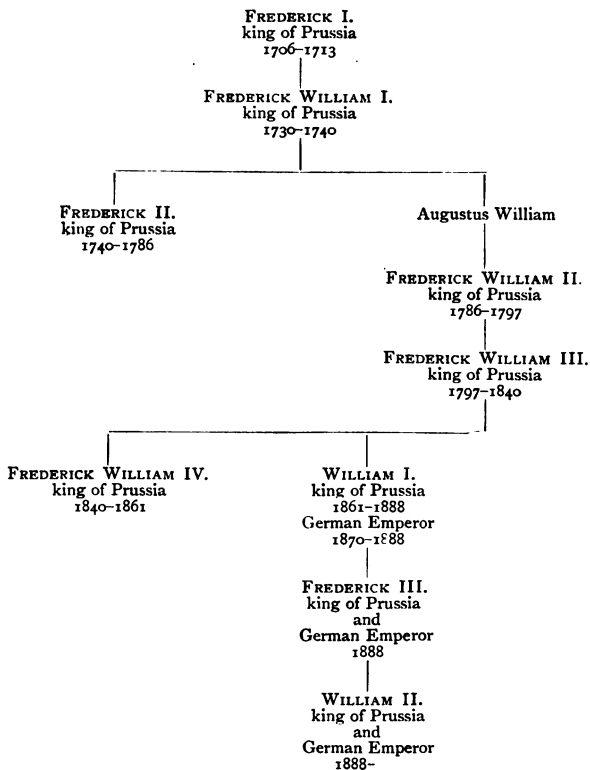 FREDERICK I.
king of Prussia
1706-1713
FREDERICK WILLIAM I.
king of Prussia
1730-1740
FREDERICK II.
king of Prussia
1740-1786
Augustus William
FREDERICK WILLIAM II.
king of Prussia
1786-1797
FREDERICK WILLIAM III.
king of Prussia
1797-1840
FREDERICK WILLIAM IV.
king of Prussia
1840-1861
WILLIAM I.
king of Prussia
1861-1888
German Emperor
1870-1888
FREDERICK III.
king of Prussia
and
German Emperor
1888
WILLIAM II.
king of Prussia
and
German Emperor
1888-